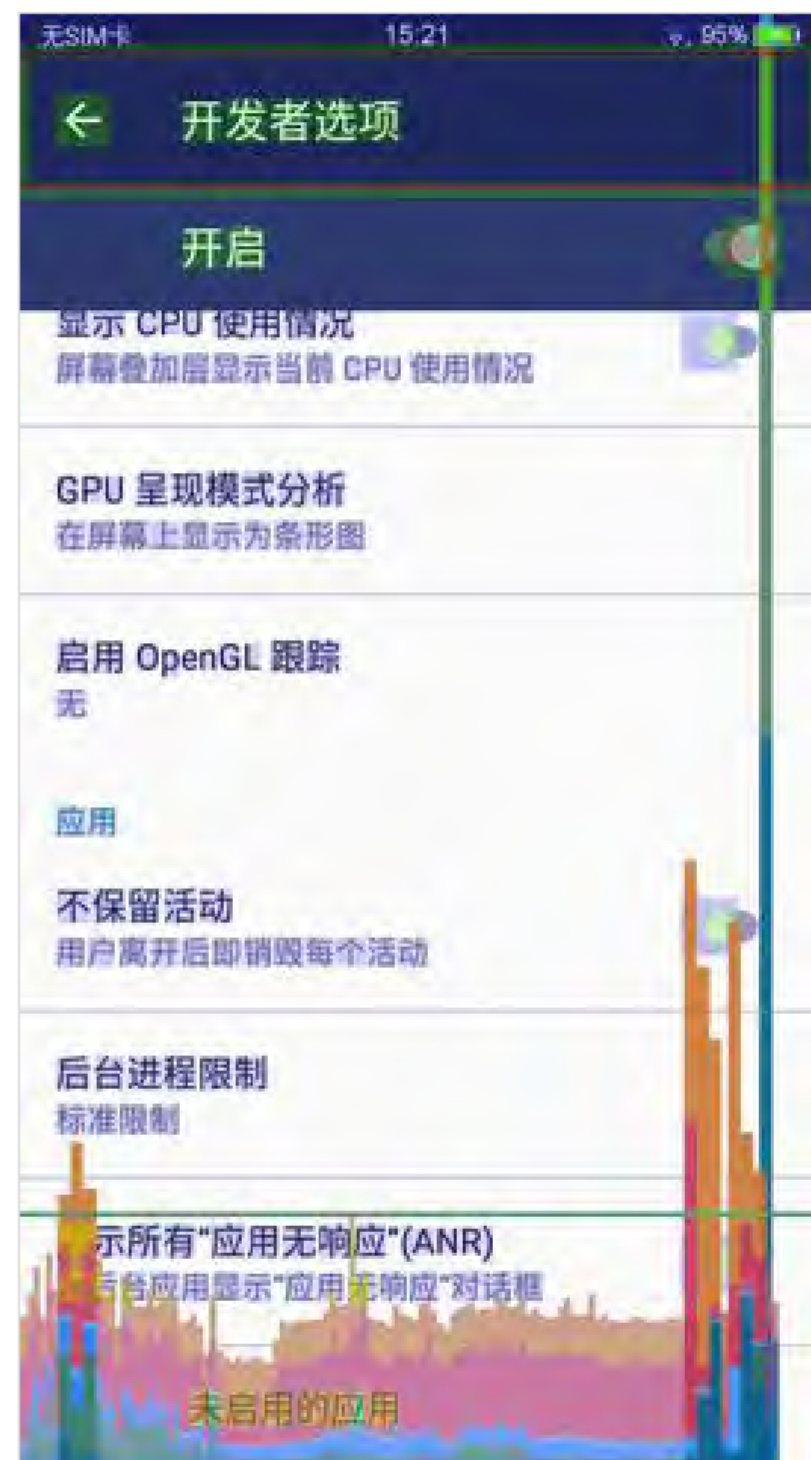 无SIM卡 15:21 95%
开发者选项
开启
显示 CPU 使用情况
屏幕叠加层显示当前 CPU 使用情况
GPU 呈现模式分析
在屏幕上显示为条形图
启用 OpenGL 跟踪
无
应用
不保留活动
用户离开后即销毁每个活动
后台进程限制
标准限制
示所有“应用无响应”(ANR)
后台应用显示“应用无响应”对话框
未启用的应用